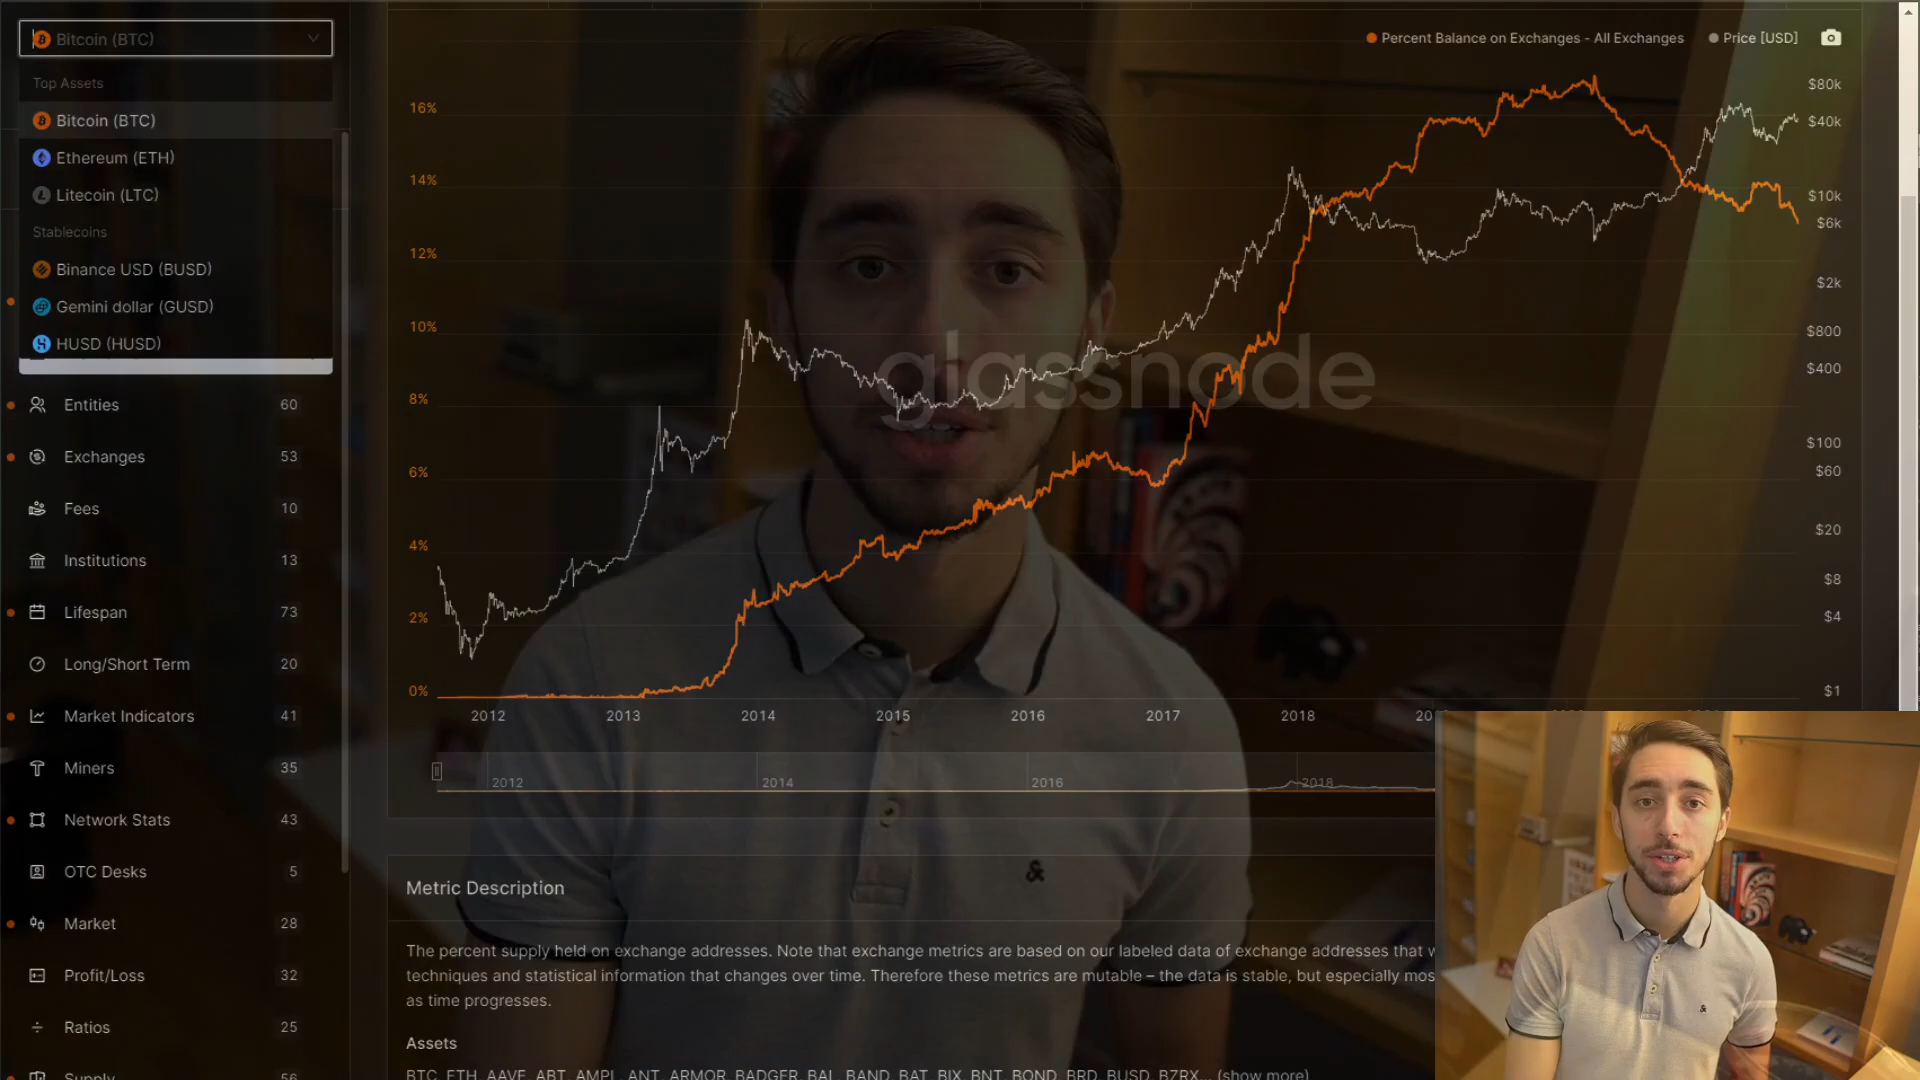 Bitcoin (BTC)
Top Assets
Bitcoin (BTC)
Ethereum (ETH)
Litecoin (LTC)
Stablecoins
Binance USD (BUSD)
Gemini dollar (GUSD)
HUSD (HUSD)
Entities 60
Exchanges 53
Fees 10
Institutions 13
Lifespan 73
Long/Short Term 20
Market Indicators 41
Miners 35
Network Stats 43
OTC Desks 5
Market 28
Profit/Loss 32
Ratios 25
Supply 56
Percent Balance on Exchanges - All Exchanges Price [USD]
16%
14%
12%
10%
8%
6%
4%
2%
0%
glassnode
$80k
$40k
$10k
$6k
$2k
$800
$400
$100
$60
$20
$8
$4
$1
2012 2013 2014 2015 2016 2017 2018
2012 2014 2016 2018
Metric Description
The percent supply held on exchange addresses. Note that exchange metrics are based on our labeled data of exchange addresses that
techniques and statistical information that changes over time. Therefore these metrics are mutable – the data is stable, but especially mos
as time progresses.
Assets
BTC, ETH, AAVE, ABT, AMPL, ANT, ARMOR, BADGER, BAL, BAND, BAT, BIX, BNT, BOND, BRD, BUSD, BZRX... (show more)